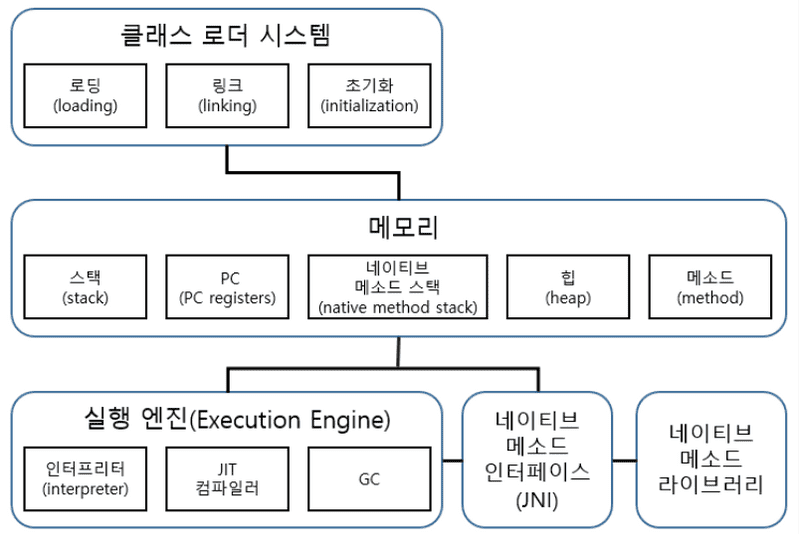 클래스 로더 시스템
로딩
(loading)
링크
(linking)
초기화
(initialization)
메모리
스택
(stack)
PC
(PC registers)
네이티브
메소드 스택
(native method stack)
힙
(heap)
메소드
(method)
실행 엔진(Execution Engine)
인터프리터
(interpreter)
JIT
컴파일러
GC
네이티브
메소드
인터페이스
(JNI)
네이티브
메소드
라이브러리